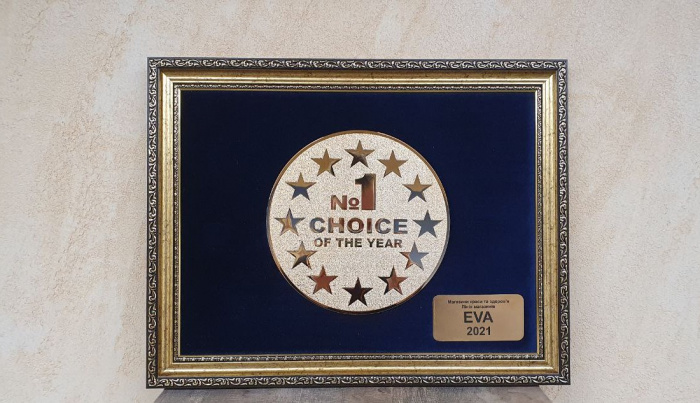 №1
CHOICE
OF THE YEAR
Магазини краси та здоров'я
EVA
2021